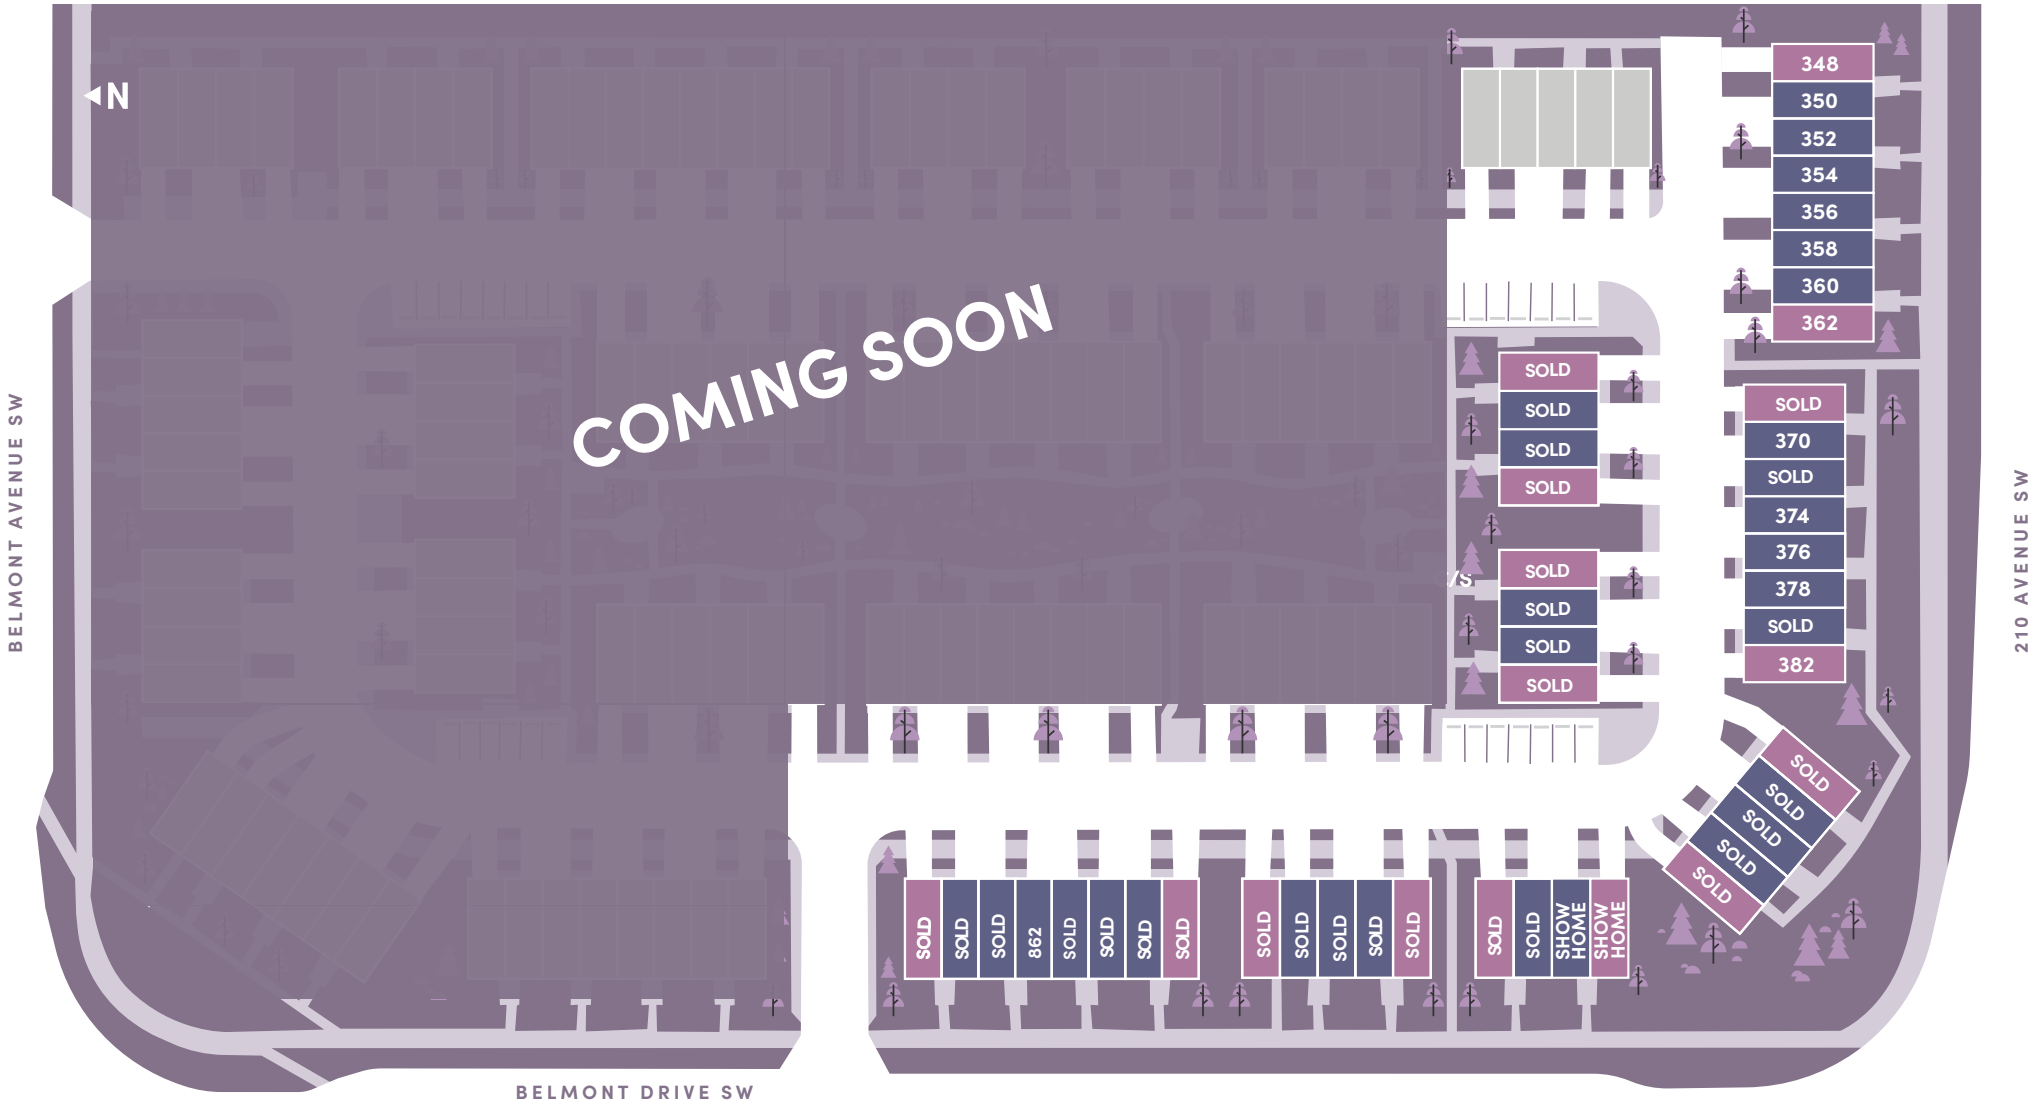 N
COMING SOON
BELMONT AVENUE SW
210 AVENUE SW
BELMONT DRIVE SW
348
350
352
354
356
358
360
362
SOLD
370
SOLD
374
376
378
SOLD
382
SOLD
SOLD
SOLD
SOLD
SOLD
SOLD
SOLD
SOLD
/S
SOLD
SOLD
SOLD
SOLD
SOLD
SOLD
SOLD
SOLD
862
SOLD
SOLD
SOLD
SOLD
SOLD
SOLD
SOLD
SOLD
SOLD
SOLD
SOLD
SHOW
HOME
SHOW
HOME